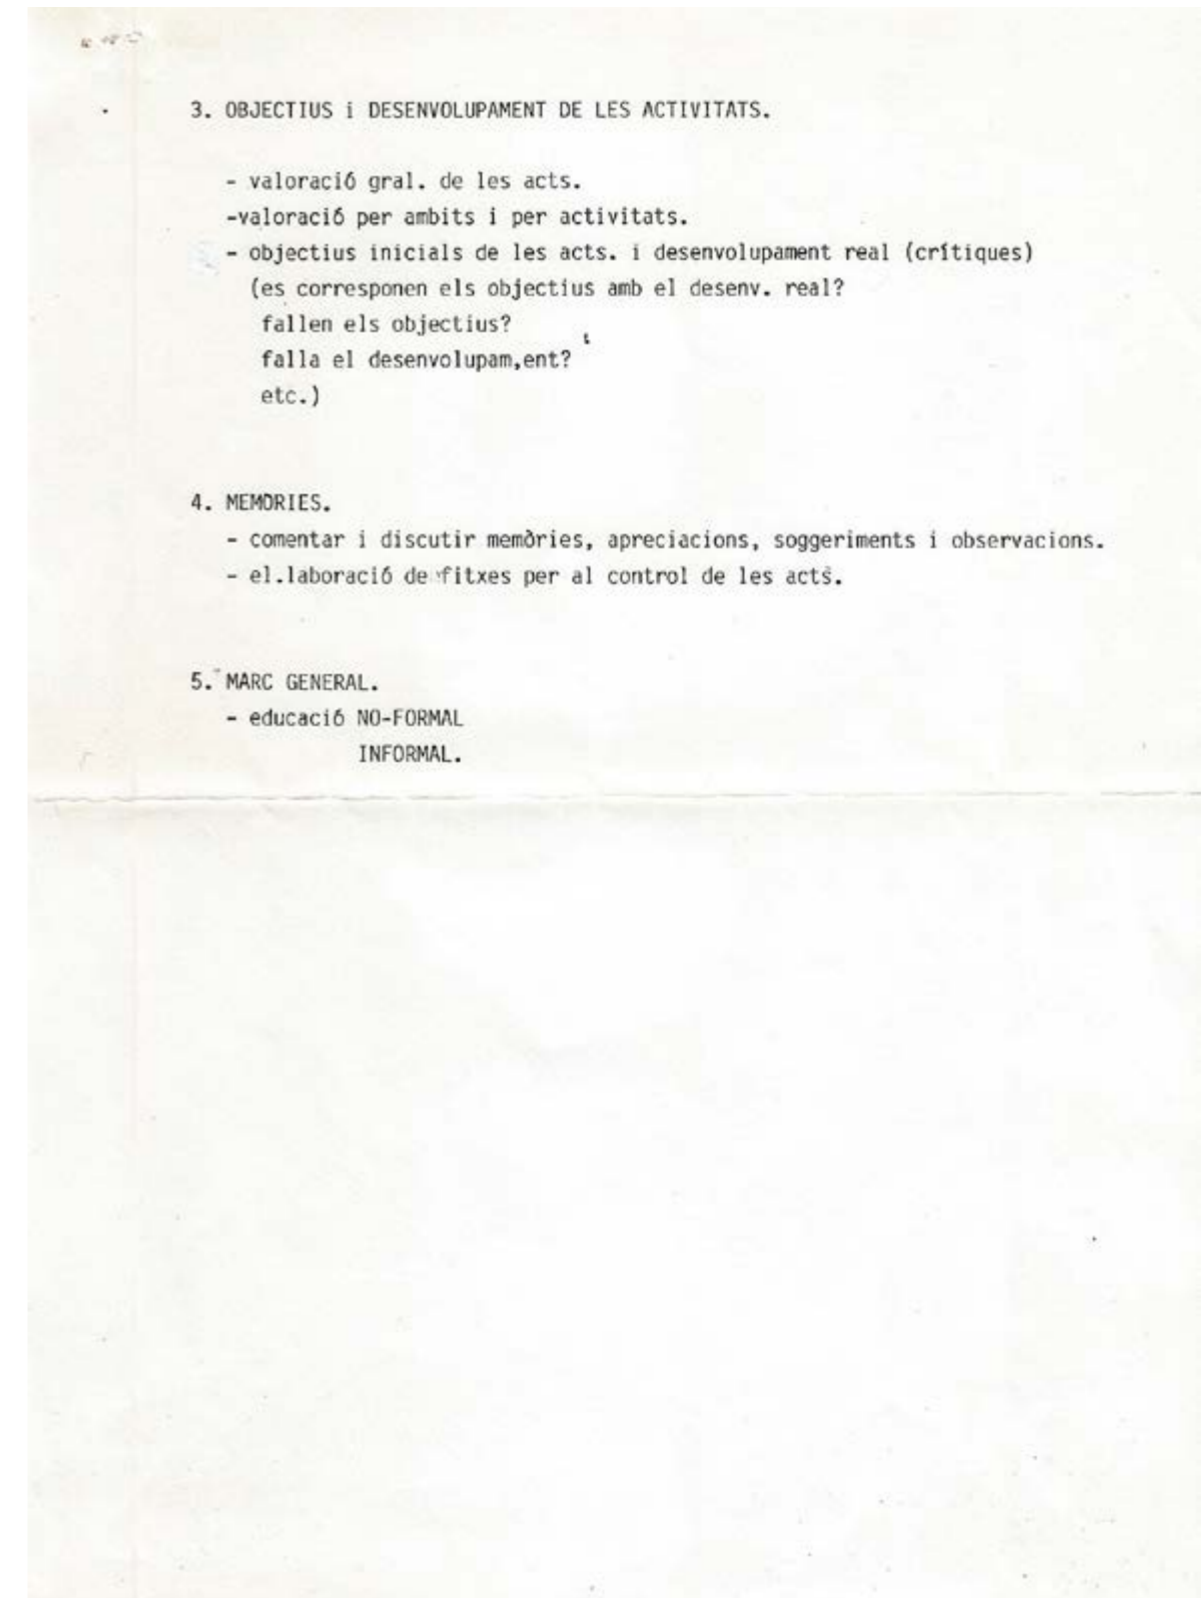 3. OBJECTIUS i DESENVOLUPAMENT DE LES ACTIVITATS.
- valoració gral. de les acts.
-valoració per ambits i per activitats.
- objectius inicials de les acts. i desenvolupament real (crítiques)
(es corresponen els objectius amb el desenv. real?
fallen els objectius?
falla el desenvolupam,ent?
etc.)
4. MEMORIES.
- comentar i discutir memòries, apreciacions, soggeriments i observacions.
- el.laboració de fitxes per al control de les acts.
5. MARC GENERAL.
- educació NO-FORMAL
INFORMAL.